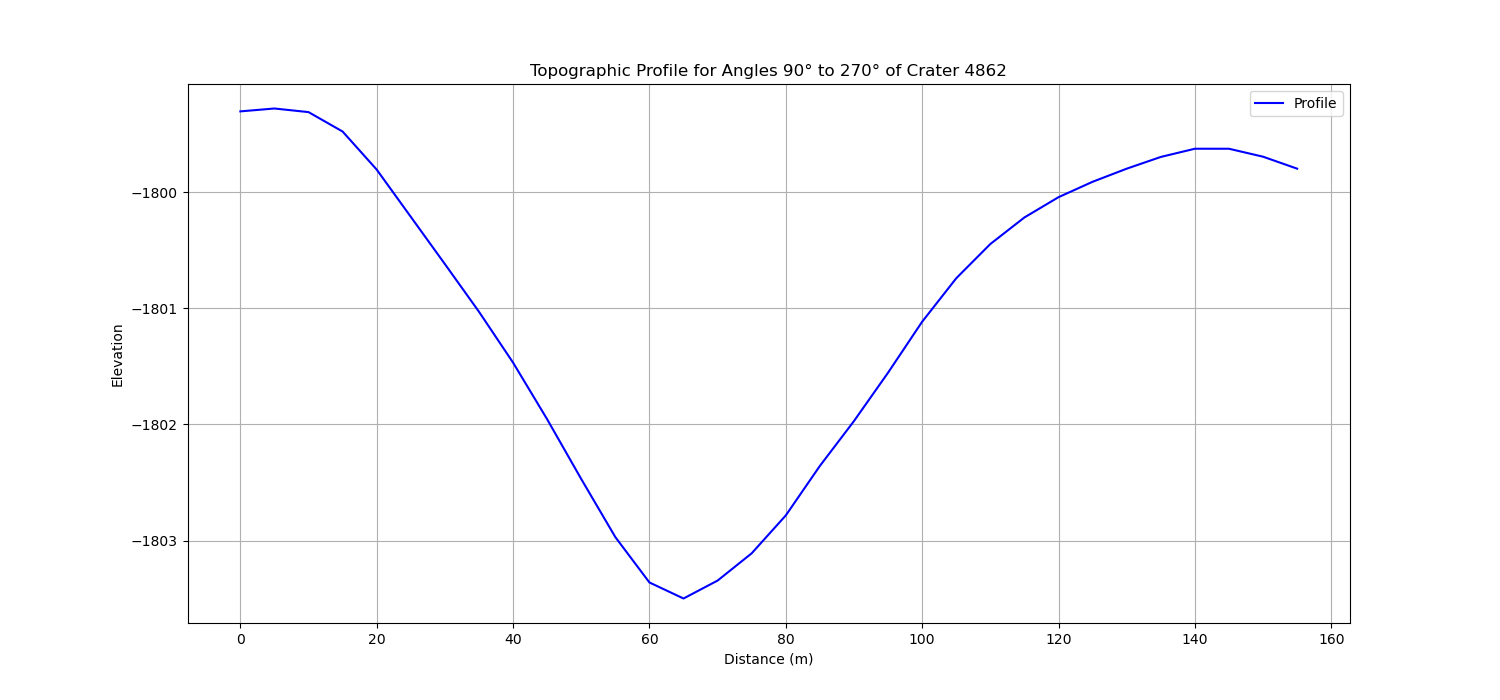 Topographic Profile for Angles 90° to 270° of Crater 4862
Profile
−1800
−1801
−1802
−1803
Elevation
0 20 40 60 80 100 120 140 160
Distance (m)